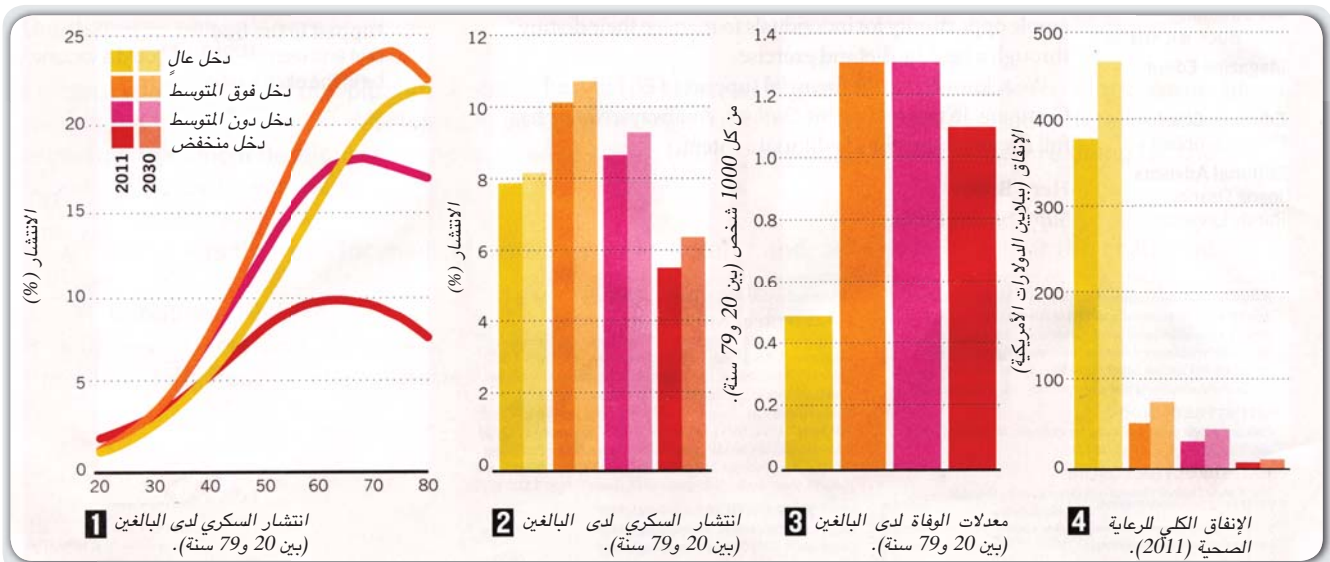 25
20
15
10
5
0
20 30 40 50 60 70 80
الانتشار (%)
دخل عالٍ
دخل فوق المتوسط
دخل دون المتوسط
دخل منخفض
2011
2030
1 انتشار السكري لدى البالغين
(بين 20 و79 سنة).
12
10
8
6
4
2
0
الانتشار (%)
2 انتشار السكري لدى البالغين
(بين 20 و79 سنة).
1.4
1.2
1.0
0.8
0.6
0.4
0.2
0
من كل 1000 شخص (بين 20 و79 سنة).
3 معدلات الوفاة لدى البالغين
(بين 20 و79 سنة).
500
400
300
200
100
0
الإنفاق (ببلايين الدولارات الأمريكية)
4 الإنفاق الكلي للرعاية
الصحية (2011).